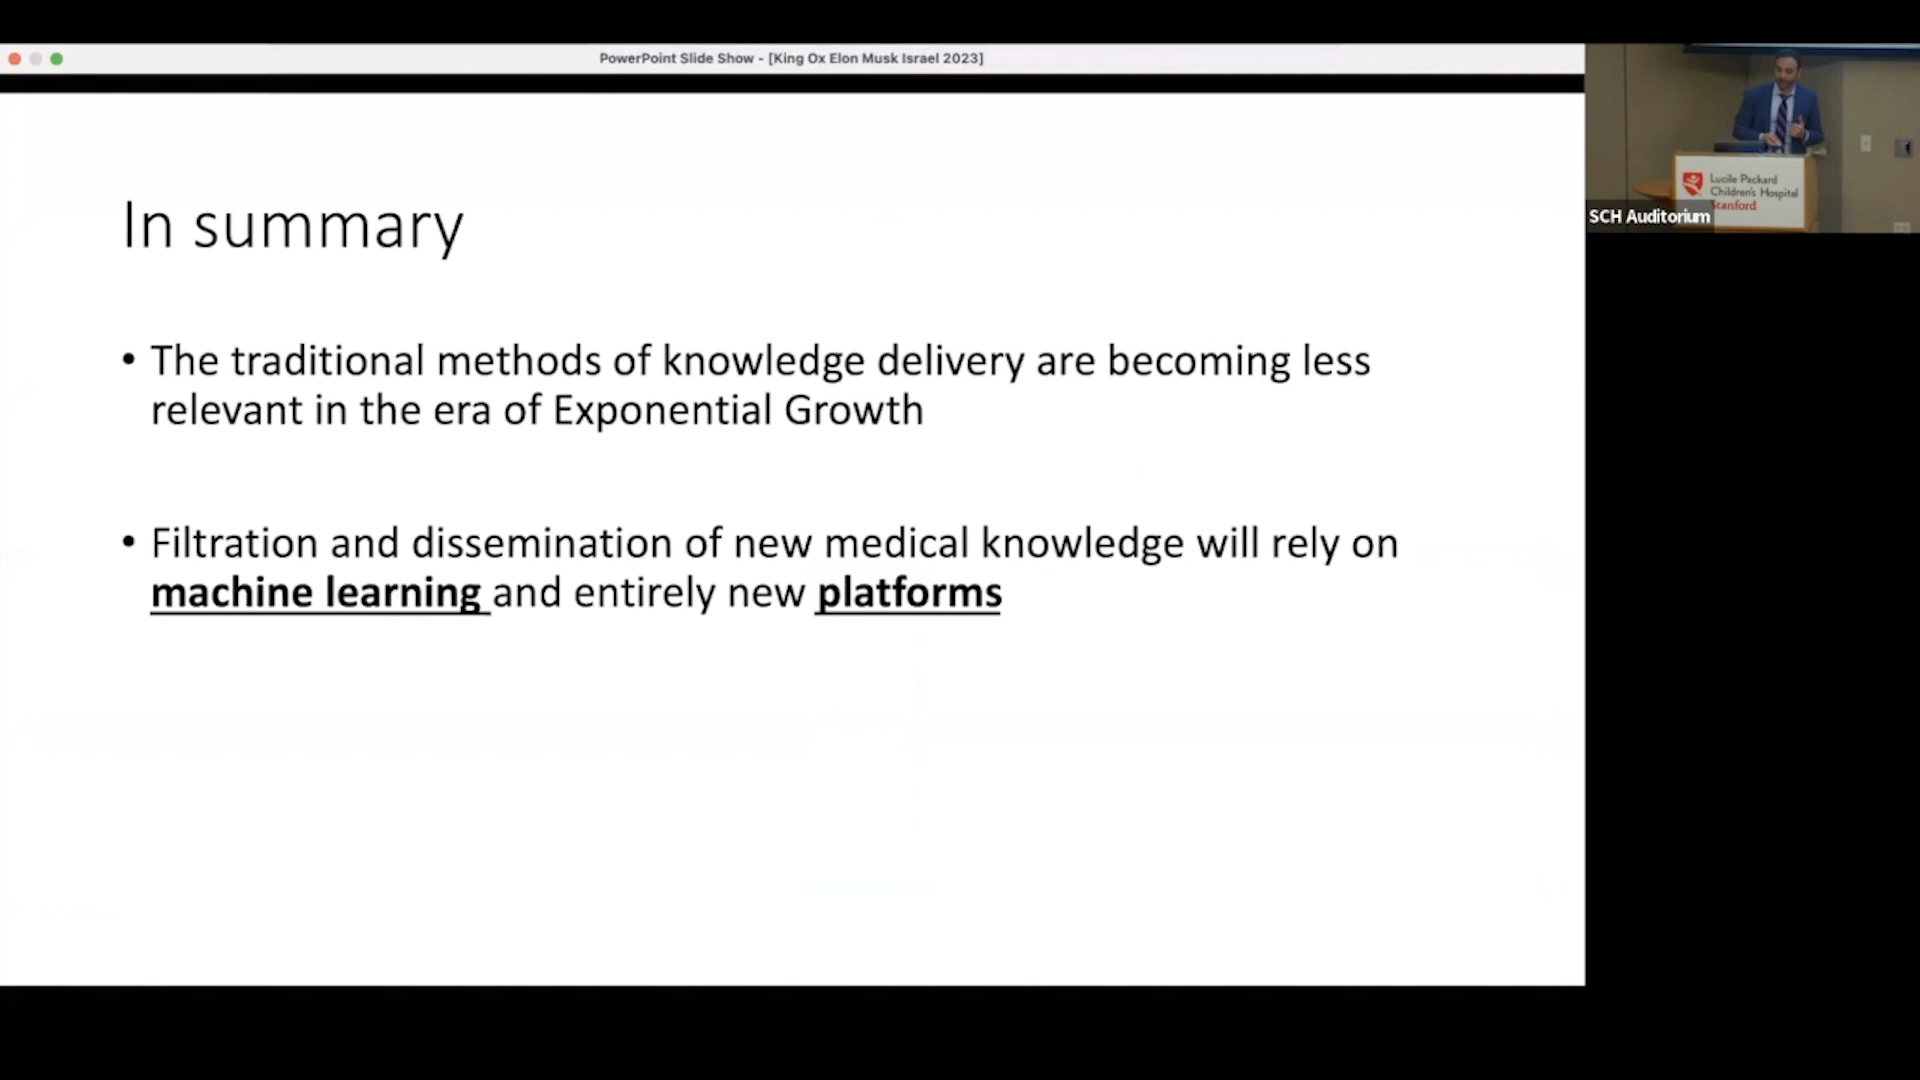 PowerPoint Slide Show - [King Ox Elon Musk Israel 2023]
In summary
• The traditional methods of knowledge delivery are becoming less
relevant in the era of Exponential Growth
• Filtration and dissemination of new medical knowledge will rely on
machine learning and entirely new platforms
Lucile Packard
Children's Hospital
Stanford
SCH Auditorium